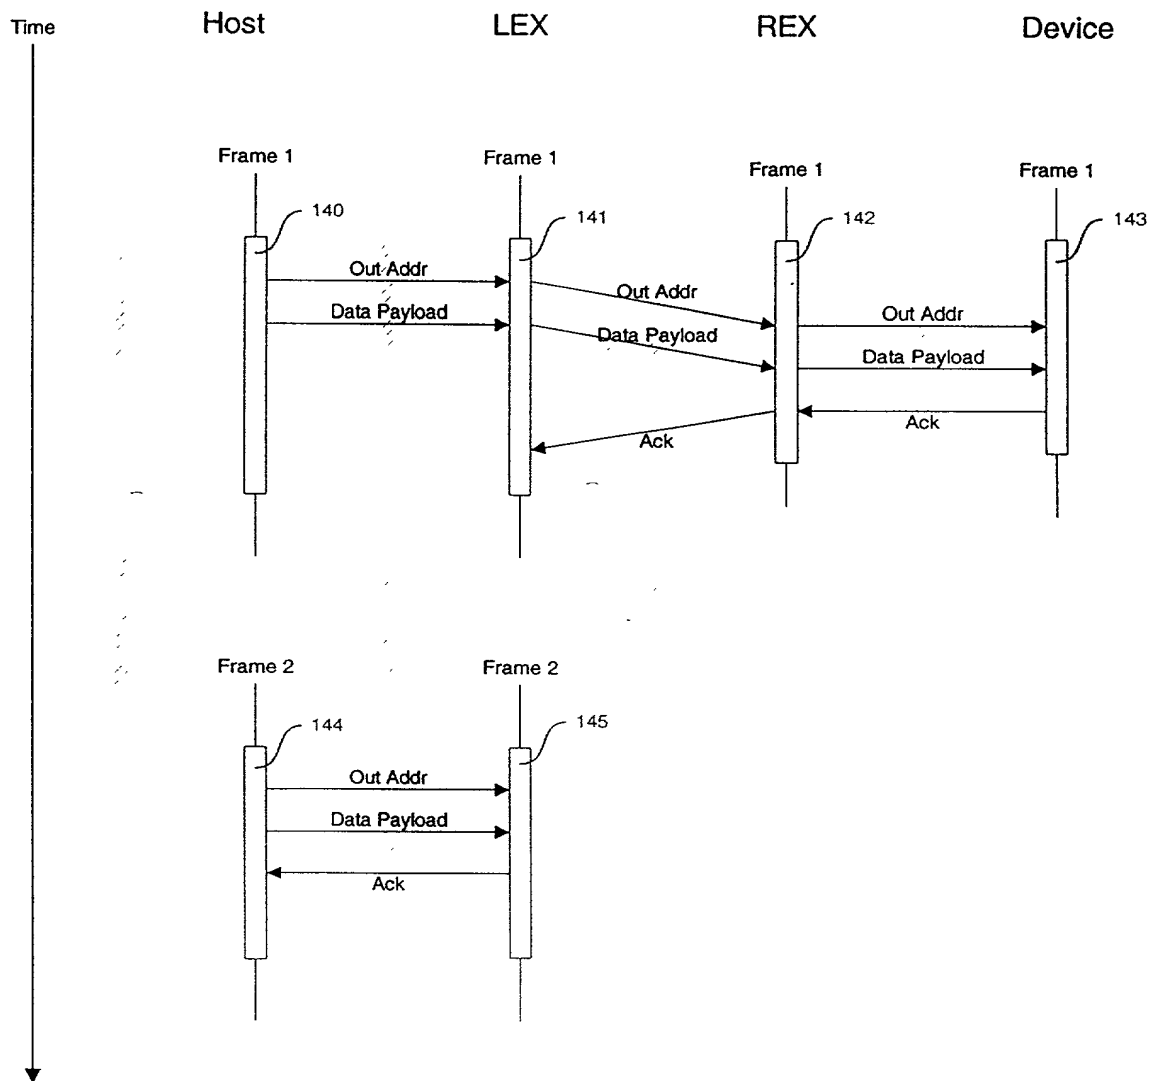 Time Host LEX REX Device
Frame 1 Frame 1 Frame 1 Frame 1
140 141 142 143
Out Addr Out Addr Out Addr
Data Payload Data Payload Data Payload
Ack Ack
Frame 2 Frame 2
144 145
Out Addr
Data Payload
Ack